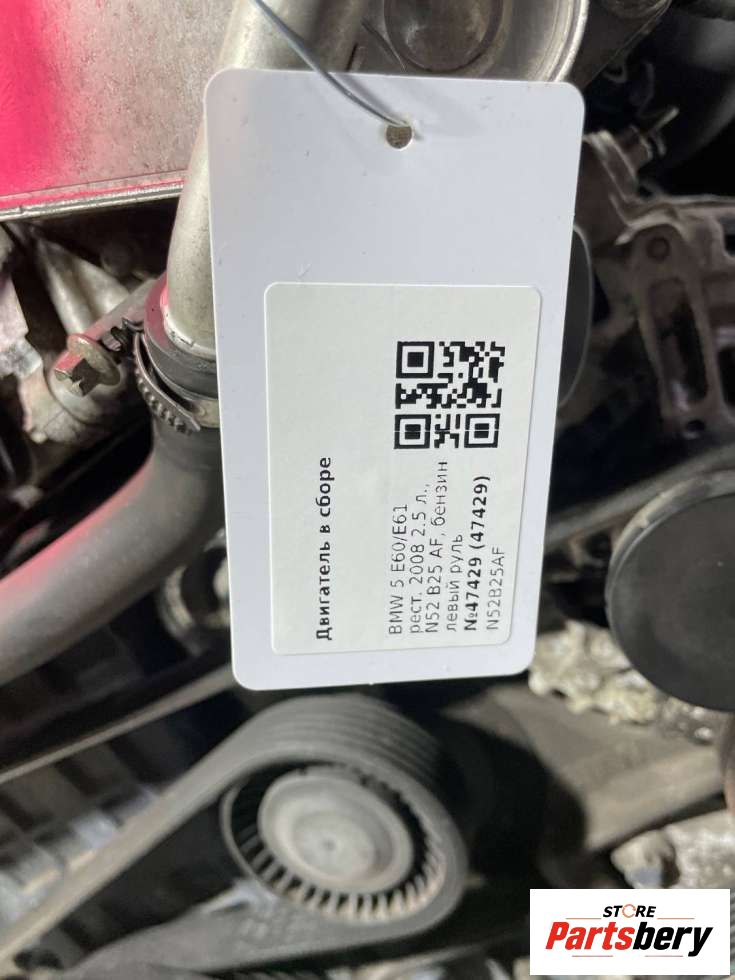 Двигатель в сборе
BMW 5 E60/E61
рест. 2008 2.5 л.,
N52 B25 AF, бензин
левый руль
№47429 (47429)
N52B25AF
STORE
Partsbery